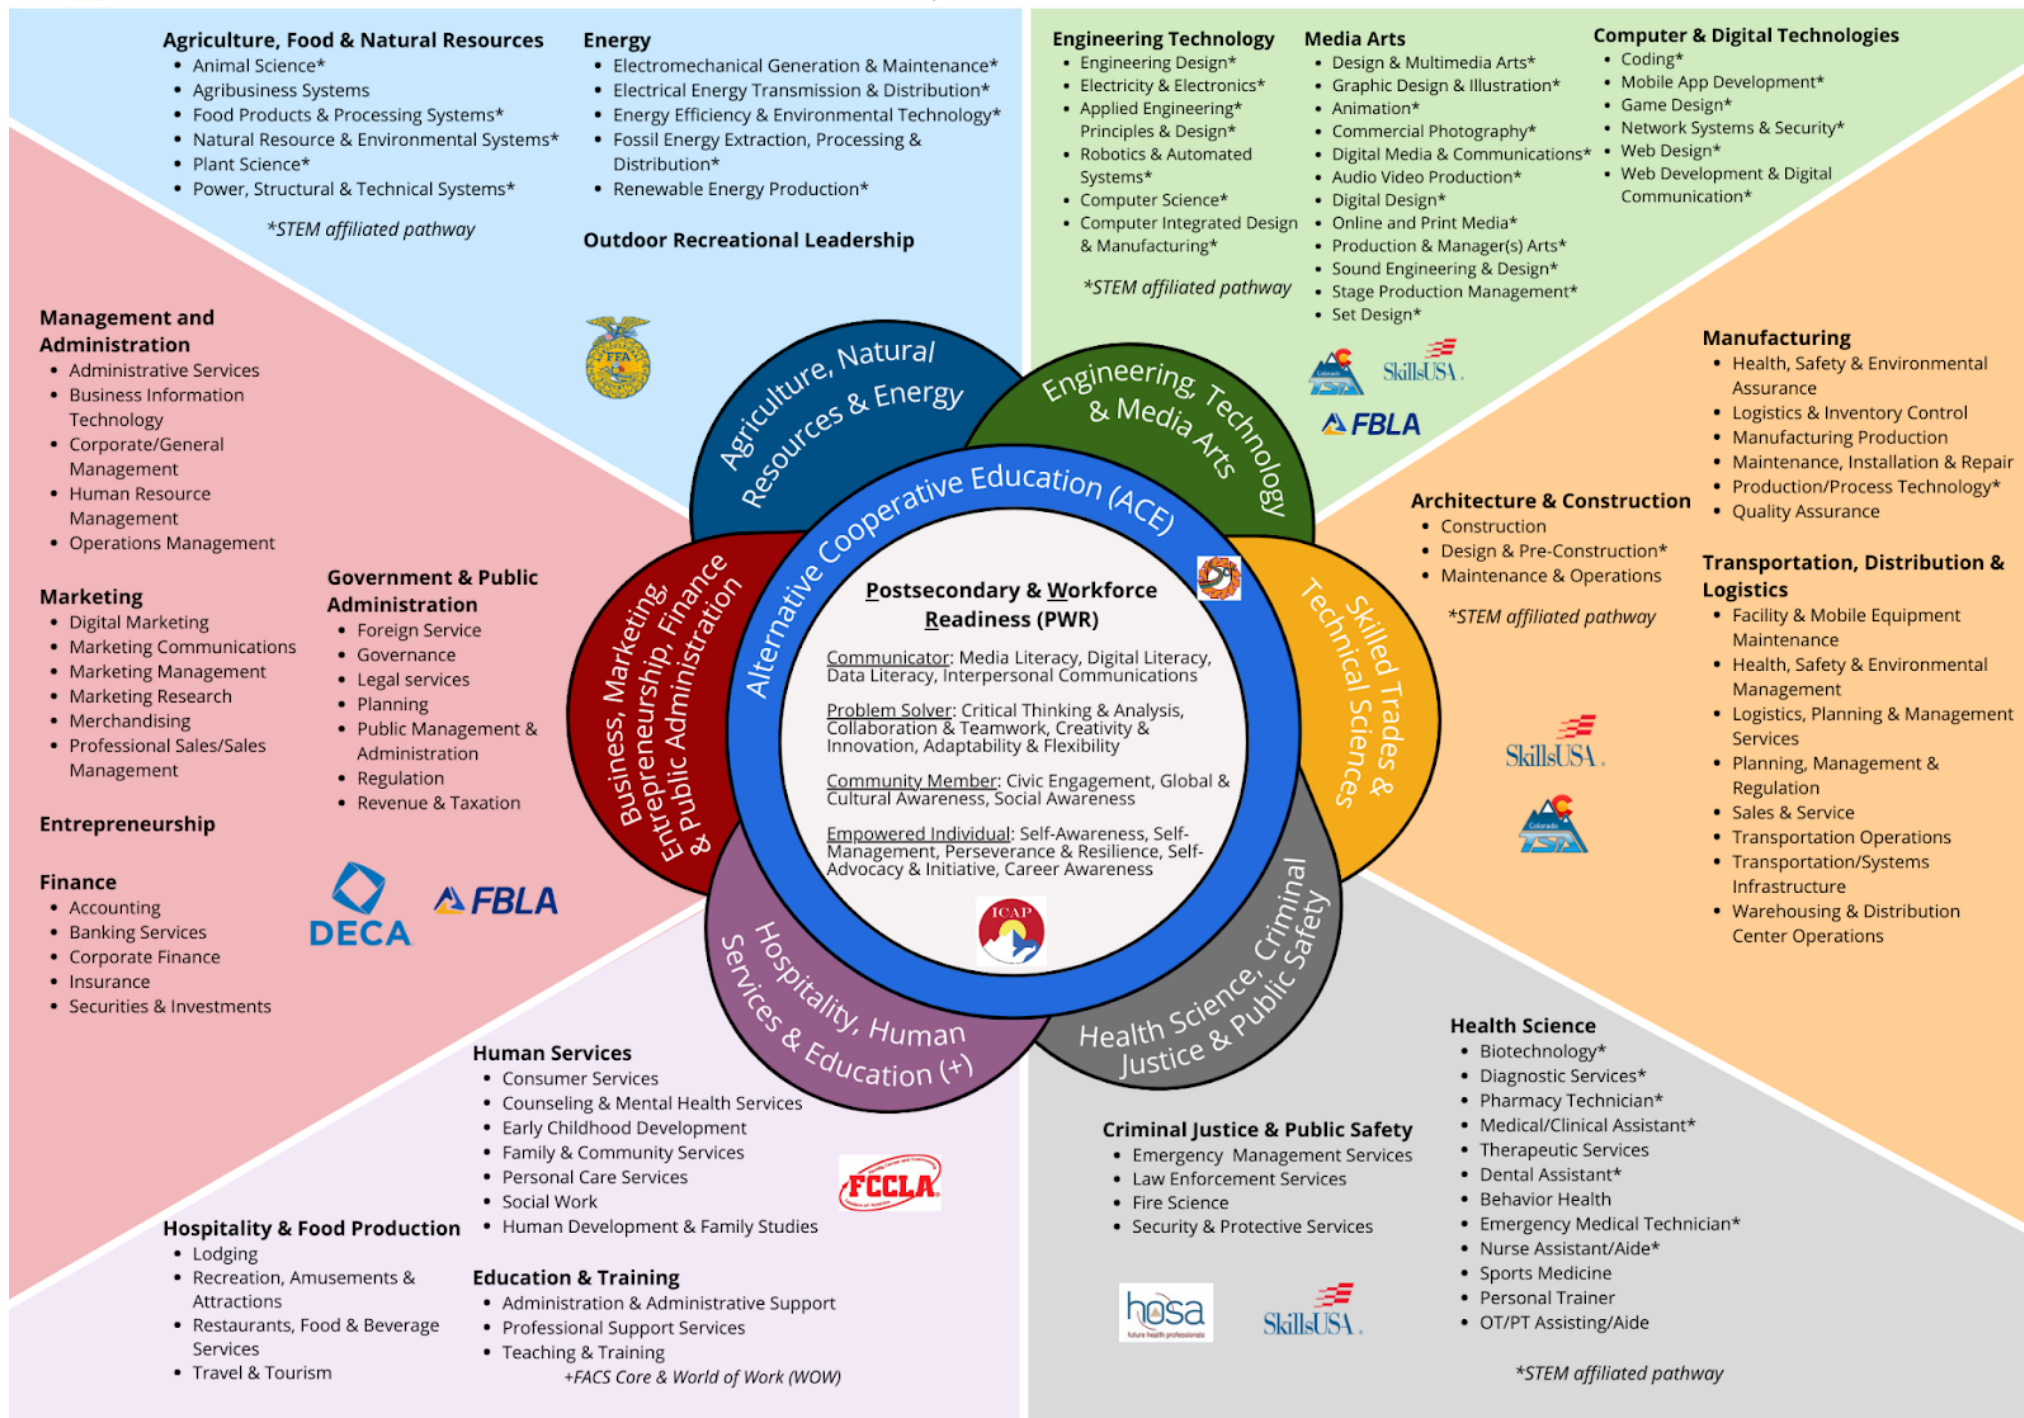 Agriculture, Food & Natural Resources
• Animal Science*
• Agribusiness Systems
• Food Products & Processing Systems*
• Natural Resource & Environmental Systems*
• Plant Science*
• Power, Structural & Technical Systems*
*STEM affiliated pathway
Energy
• Electromechanical Generation & Maintenance*
• Electrical Energy Transmission & Distribution*
• Energy Efficiency & Environmental Technology*
• Fossil Energy Extraction, Processing &
Distribution*
• Renewable Energy Production*
Outdoor Recreational Leadership
FFA
Engineering Technology
• Engineering Design*
• Electricity & Electronics*
• Applied Engineering*
Principles & Design*
• Robotics & Automated
Systems*
• Computer Science*
• Computer Integrated Design
& Manufacturing*
*STEM affiliated pathway
Media Arts
• Design & Multimedia Arts*
• Graphic Design & Illustration*
• Animation*
• Commercial Photography*
• Digital Media & Communications*
• Audio Video Production*
• Digital Design*
• Online and Print Media*
• Production & Manager(s) Arts*
• Sound Engineering & Design*
• Stage Production Management*
• Set Design*
Computer & Digital Technologies
• Coding*
• Mobile App Development*
• Game Design*
• Network Systems & Security*
• Web Design*
• Web Development & Digital
Communication*
Colorado
TSA
SkillsUSA
FBLA
Management and
Administration
• Administrative Services
• Business Information
Technology
• Corporate/General
Management
• Human Resource
Management
• Operations Management
Marketing
• Digital Marketing
• Marketing Communications
• Marketing Management
• Marketing Research
• Merchandising
• Professional Sales/Sales
Management
Entrepreneurship
Finance
• Accounting
• Banking Services
• Corporate Finance
• Insurance
• Securities & Investments
Government & Public
Administration
• Foreign Service
• Governance
• Legal services
• Planning
• Public Management &
Administration
• Regulation
• Revenue & Taxation
DECA
FBLA
Agriculture, Natural
Resources & Energy
Engineering, Technology
& Media Arts
Business, Marketing,
Entrepreneurship, Finance
& Public Administration
Alternative Cooperative Education (ACE)
Skilled Trades &
Technical Sciences
Hospitality, Human
Services & Education (+)
Health Science, Criminal
Justice & Public Safety
Postsecondary & Workforce
Readiness (PWR)
Communicator: Media Literacy, Digital Literacy,
Data Literacy, Interpersonal Communications
Problem Solver: Critical Thinking & Analysis,
Collaboration & Teamwork, Creativity &
Innovation, Adaptability & Flexibility
Community Member: Civic Engagement, Global &
Cultural Awareness, Social Awareness
Empowered Individual: Self-Awareness, Self-
Management, Perseverance & Resilience, Self-
Advocacy & Initiative, Career Awareness
ICAP
Architecture & Construction
• Construction
• Design & Pre-Construction*
• Maintenance & Operations
*STEM affiliated pathway
SkillsUSA
Colorado
TSA
Manufacturing
• Health, Safety & Environmental
Assurance
• Logistics & Inventory Control
• Manufacturing Production
• Maintenance, Installation & Repair
• Production/Process Technology*
• Quality Assurance
Transportation, Distribution &
Logistics
• Facility & Mobile Equipment
Maintenance
• Health, Safety & Environmental
Management
• Logistics, Planning & Management
Services
• Planning, Management &
Regulation
• Sales & Service
• Transportation Operations
• Transportation/Systems
Infrastructure
• Warehousing & Distribution
Center Operations
Human Services
• Consumer Services
• Counseling & Mental Health Services
• Early Childhood Development
• Family & Community Services
• Personal Care Services
• Social Work
• Human Development & Family Studies
FCCLA
Hospitality & Food Production
• Lodging
• Recreation, Amusements &
Attractions
• Restaurants, Food & Beverage
Services
• Travel & Tourism
Education & Training
• Administration & Administrative Support
• Professional Support Services
• Teaching & Training
+FACS Core & World of Work (WOW)
Criminal Justice & Public Safety
• Emergency Management Services
• Law Enforcement Services
• Fire Science
• Security & Protective Services
hosa
future health professionals
SkillsUSA
Health Science
• Biotechnology*
• Diagnostic Services*
• Pharmacy Technician*
• Medical/Clinical Assistant*
• Therapeutic Services
• Dental Assistant*
• Behavior Health
• Emergency Medical Technician*
• Nurse Assistant/Aide*
• Sports Medicine
• Personal Trainer
• OT/PT Assisting/Aide
*STEM affiliated pathway